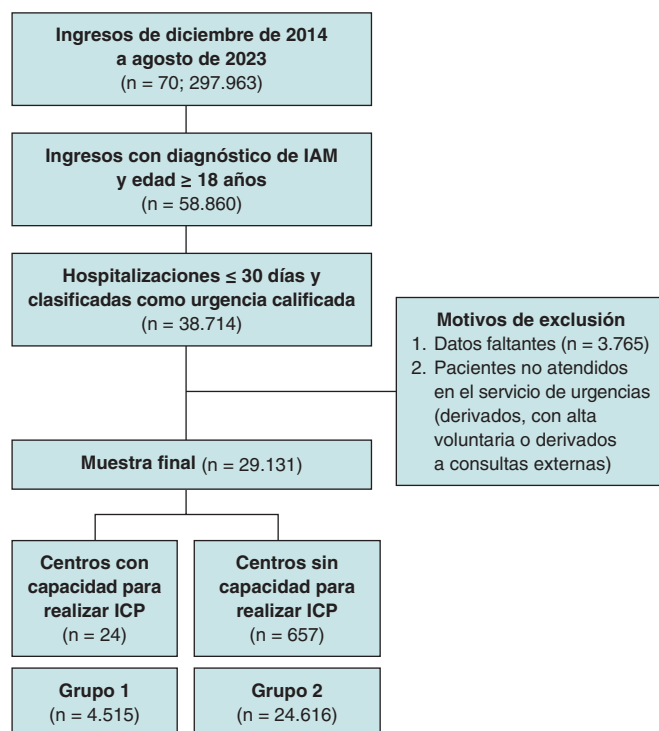 Ingresos de diciembre de 2014
a agosto de 2023
(n = 70; 297.963)
Ingresos con diagnóstico de IAM
y edad ≥ 18 años
(n = 58.860)
Hospitalizaciones ≤ 30 días y
clasificadas como urgencia calificada
(n = 38.714)
Motivos de exclusión
1. Datos faltantes (n = 3.765)
2. Pacientes no atendidos
en el servicio de urgencias
(derivados, con alta
voluntaria o derivados
a consultas externas)
Muestra final (n = 29.131)
Centros con
capacidad para
realizar ICP
(n = 24)
Centros sin
capacidad para
realizar ICP
(n = 657)
Grupo 1
(n = 4.515)
Grupo 2
(n = 24.616)